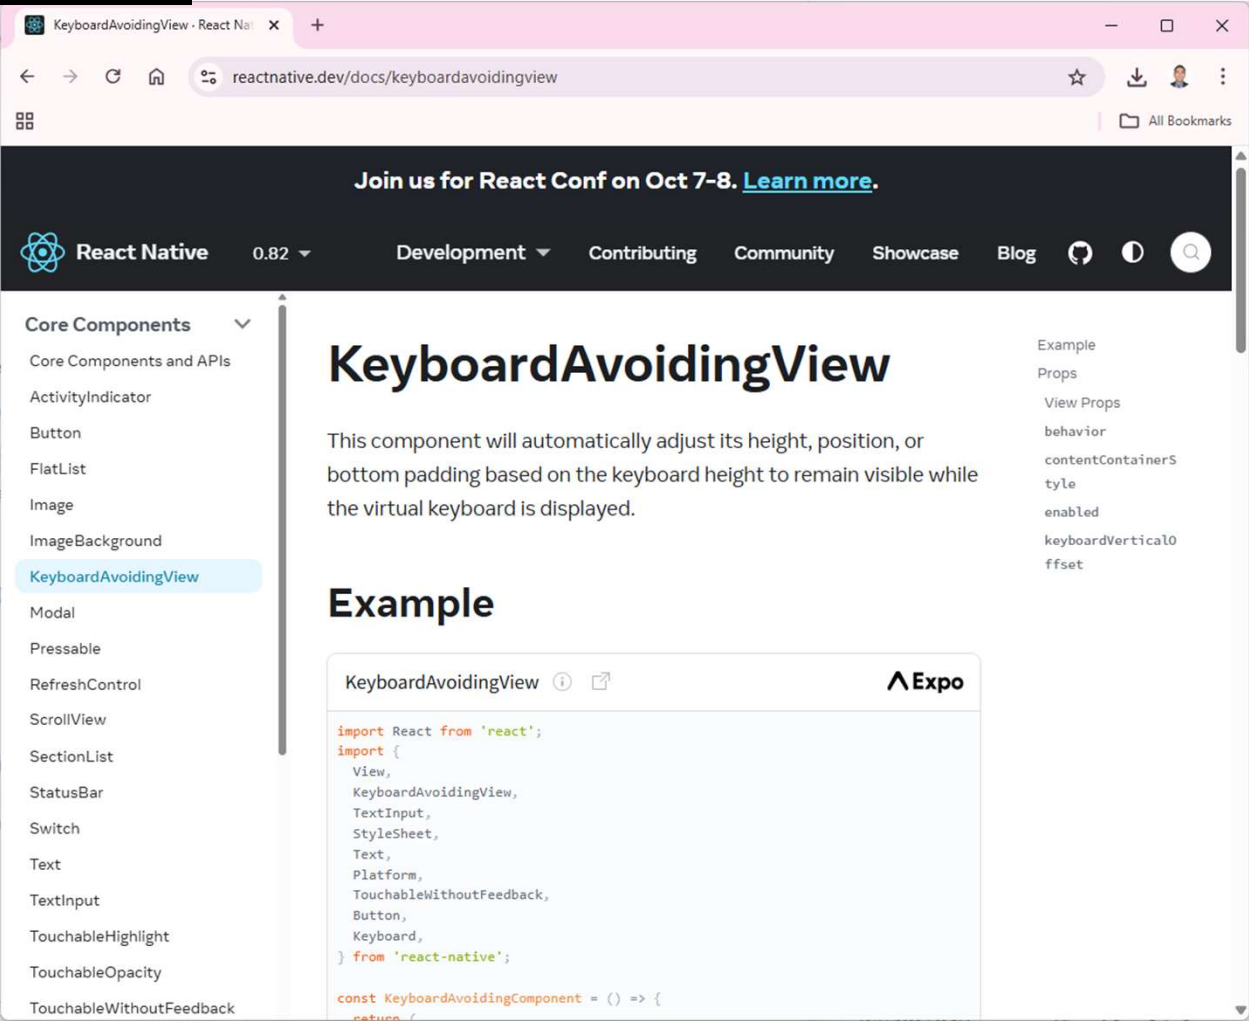 KeyboardAvoidingView · React Nat
reactnative.dev/docs/keyboardavoidingview
All Bookmarks
Join us for React Conf on Oct 7-8. Learn more.
React Native 0.82 Development Contributing Community Showcase Blog
Core Components
Core Components and APIs
ActivityIndicator
Button
FlatList
Image
ImageBackground
KeyboardAvoidingView
Modal
Pressable
RefreshControl
ScrollView
SectionList
StatusBar
Switch
Text
TextInput
TouchableHighlight
TouchableOpacity
TouchableWithoutFeedback
KeyboardAvoidingView
This component will automatically adjust its height, position, or
bottom padding based on the keyboard height to remain visible while
the virtual keyboard is displayed.
Example
KeyboardAvoidingView
Expo
import React from 'react';
import {
View,
KeyboardAvoidingView,
TextInput,
StyleSheet,
Text,
Platform,
TouchableWithoutFeedback,
Button,
Keyboard,
} from 'react-native';
const KeyboardAvoidingComponent = () => {
return (
Example
Props
View Props
behavior
contentContainerS
tyle
enabled
keyboardVerticalO
ffset